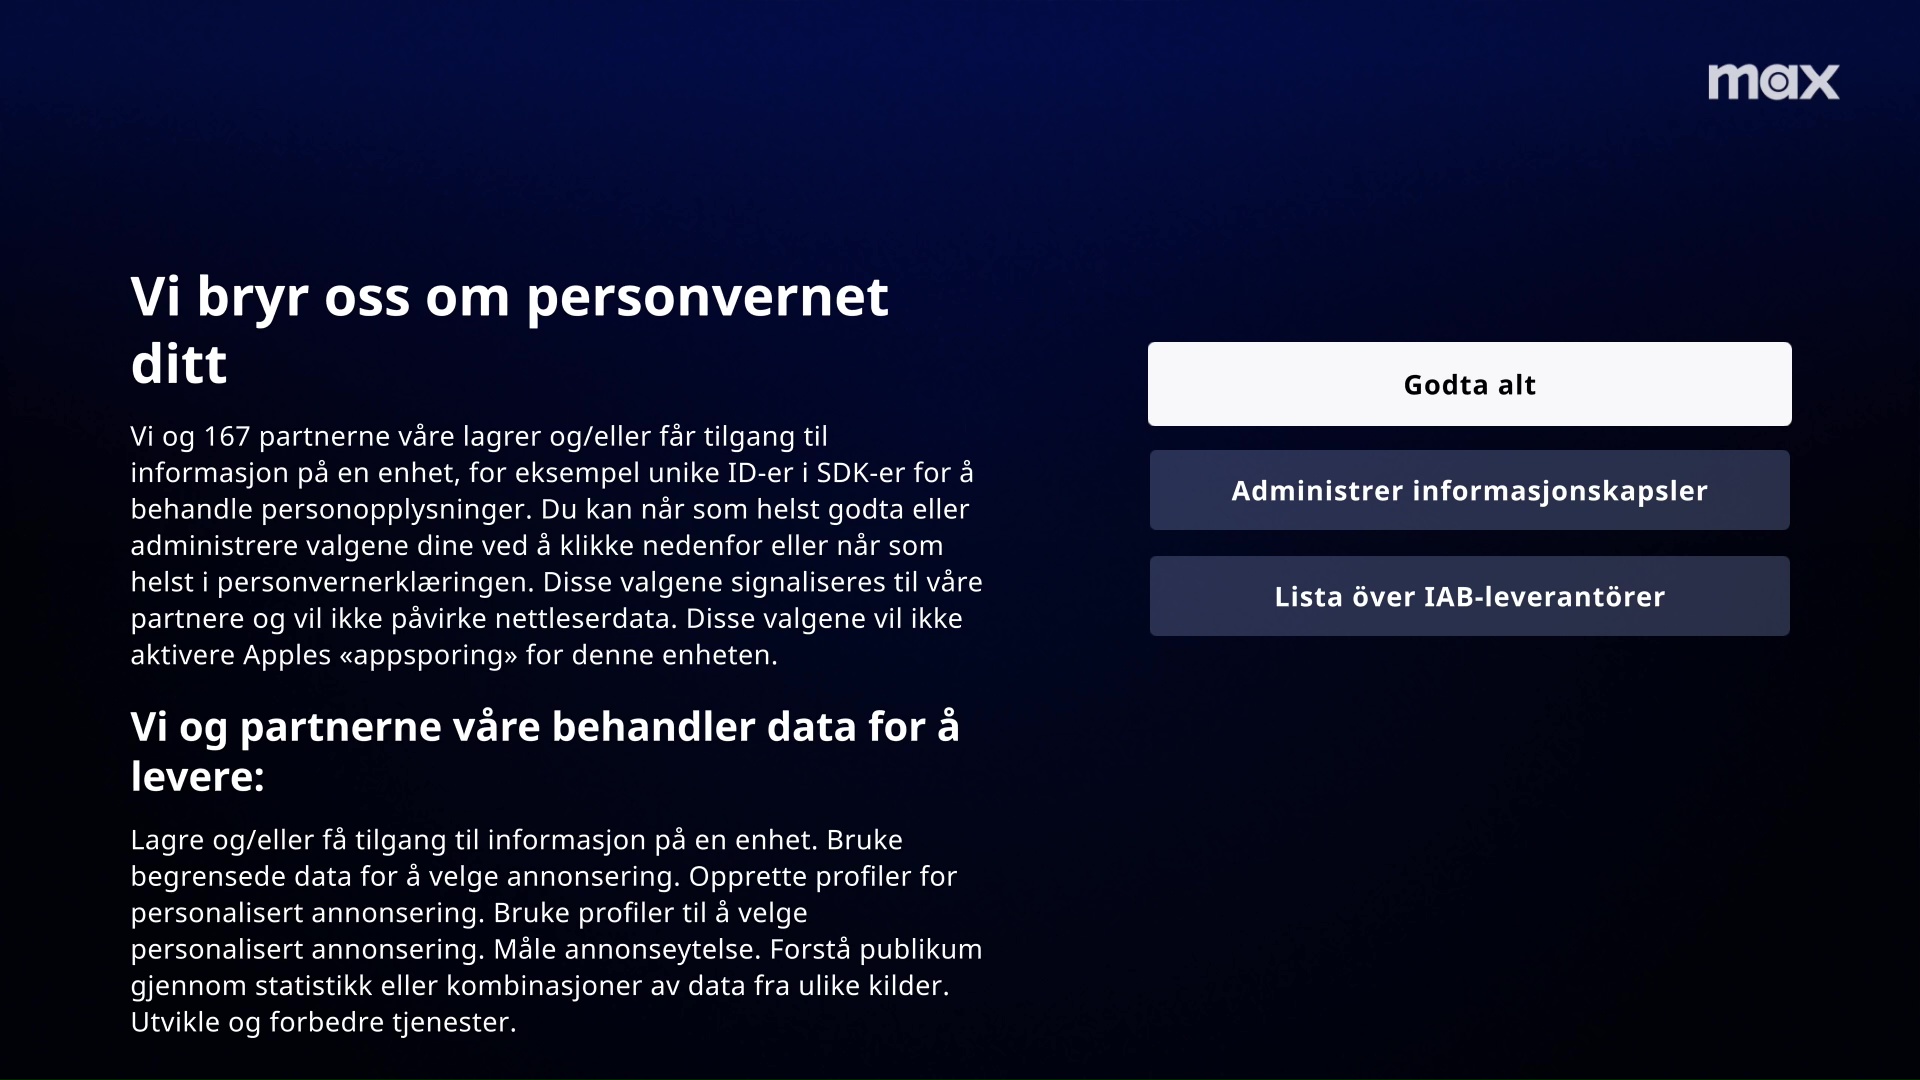 max
Vi bryr oss om personvernet
ditt
Vi og 167 partnerne våre lagrer og/eller får tilgang til
informasjon på en enhet, for eksempel unike ID-er i SDK-er for å
behandle personopplysninger. Du kan når som helst godta eller
administrere valgene dine ved å klikke nedenfor eller når som
helst i personvernerklæringen. Disse valgene signaliseres til våre
partnere og vil ikke påvirke nettleserdata. Disse valgene vil ikke
aktivere Apples «appsporing» for denne enheten.
Vi og partnerne våre behandler data for å
levere:
Lagre og/eller få tilgang til informasjon på en enhet. Bruke
begrensede data for å velge annonsering. Opprette profiler for
personalisert annonsering. Bruke profiler til å velge
personalisert annonsering. Måle annonseytelse. Forstå publikum
gjennom statistikk eller kombinasjoner av data fra ulike kilder.
Utvikle og forbedre tjenester.
Godta alt
Administrer informasjonskapsler
Lista över IAB-leverantörer